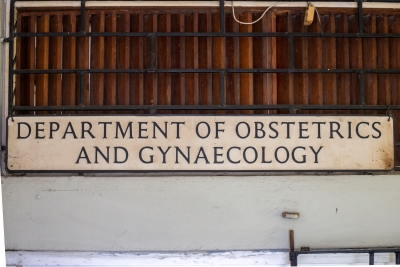 DEPARTMENT OF OBSTETRICS
AND GYNAECOLOGY